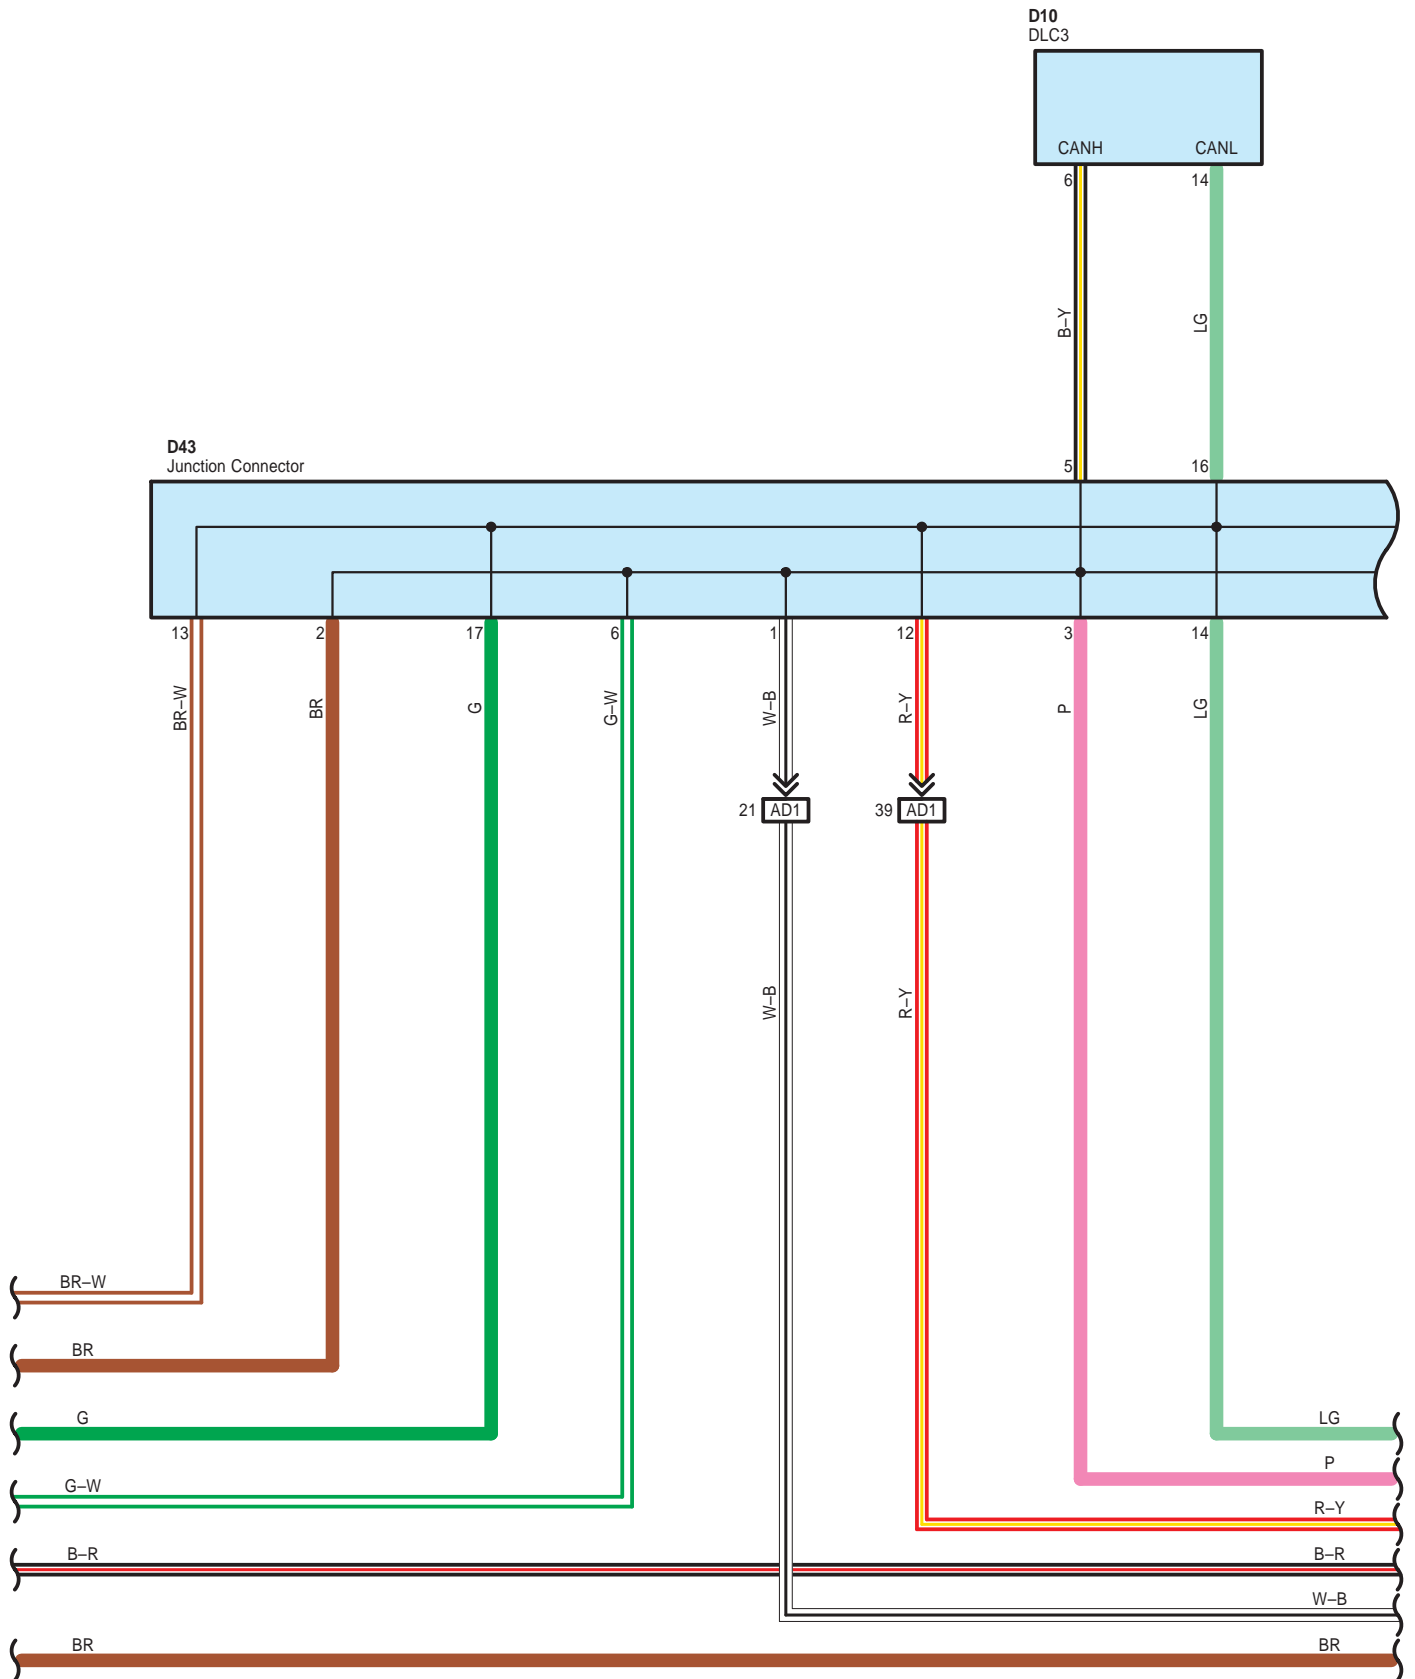 D10
DLC3
CANH CANL
6 14
B–Y LG
D43
Junction Connector
5 16
13 2 17 6 1 12 3 14
BR–W BR G G–W W–B R–Y P LG
21 AD1 39 AD1
W–B R–Y
BR–W
BR
G LG
P
G–W
R–Y
B–R B–R
W–B
BR BR